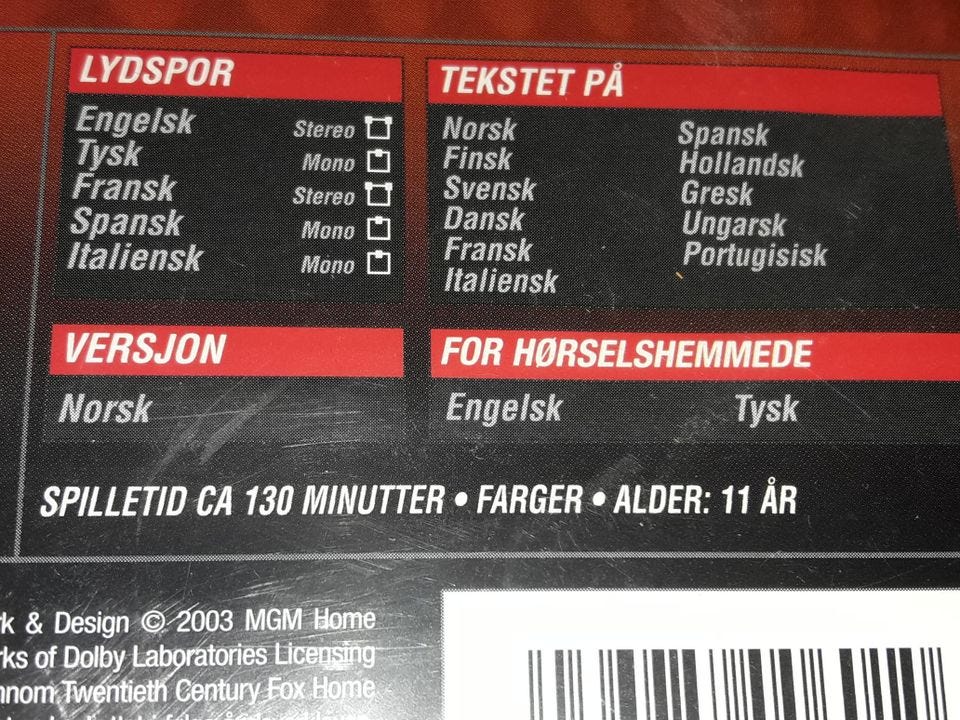 LYDSPOR
Engelsk Stereo
Tysk Mono
Fransk Stereo
Spansk Mono
Italiensk Mono
TEKSTET PÅ
Norsk Spansk
Finsk Hollandsk
Svensk Gresk
Dansk Ungarsk
Fransk Portugisisk
Italiensk
VERSJON
Norsk
FOR HØRSELSHEMMEDE
Engelsk Tysk
SPILLETID CA 130 MINUTTER • FARGER • ALDER: 11 ÅR
& Design © 2003 MGM Home
of Dolby Laboratories Licensing
Twentieth Century Fox Home